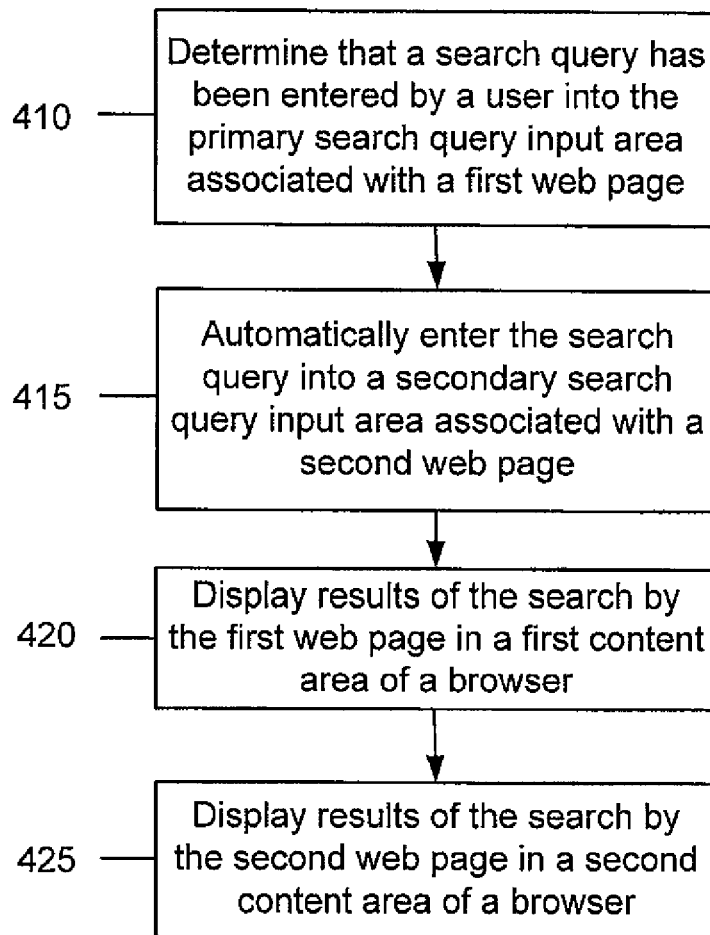 410
Determine that a search query has
been entered by a user into the
primary search query input area
associated with a first web page
415
Automatically enter the search
query into a secondary search
query input area associated with a
second web page
420
Display results of the search by
the first web page in a first content
area of a browser
425
Display results of the search by
the second web page in a second
content area of a browser